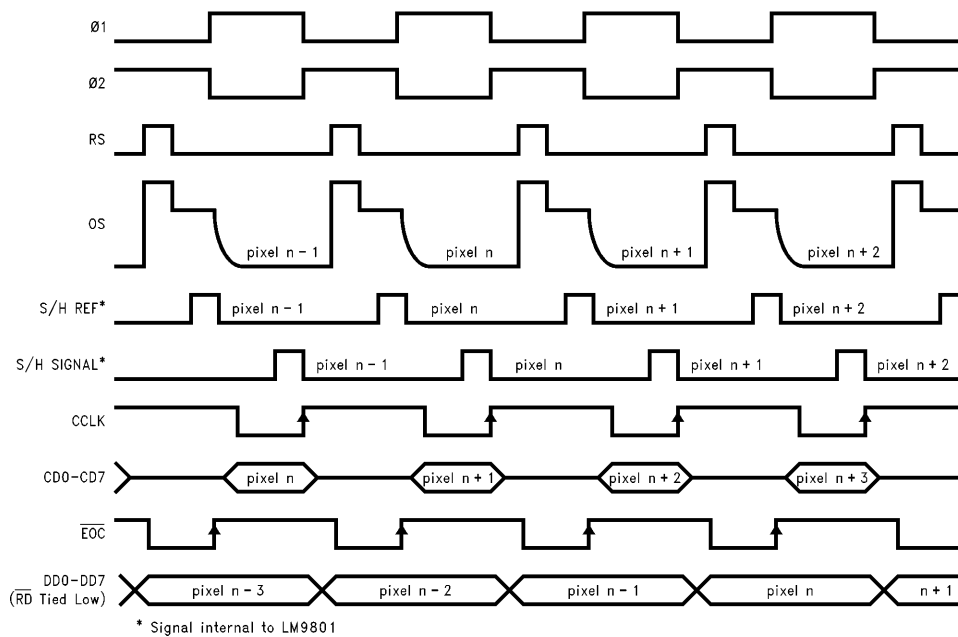 Ø1
Ø2
RS
OS
pixel n − 1
pixel n
pixel n + 1
pixel n + 2
S/H REF*
pixel n − 1
pixel n
pixel n + 1
pixel n + 2
S/H SIGNAL*
pixel n − 1
pixel n
pixel n + 1
pixel n + 2
CCLK
CD0−CD7
pixel n
pixel n + 1
pixel n + 2
pixel n + 3
EOC
DD0−DD7
(RD Tied Low)
pixel n − 3
pixel n − 2
pixel n − 1
pixel n
n + 1
* Signal internal to LM9801